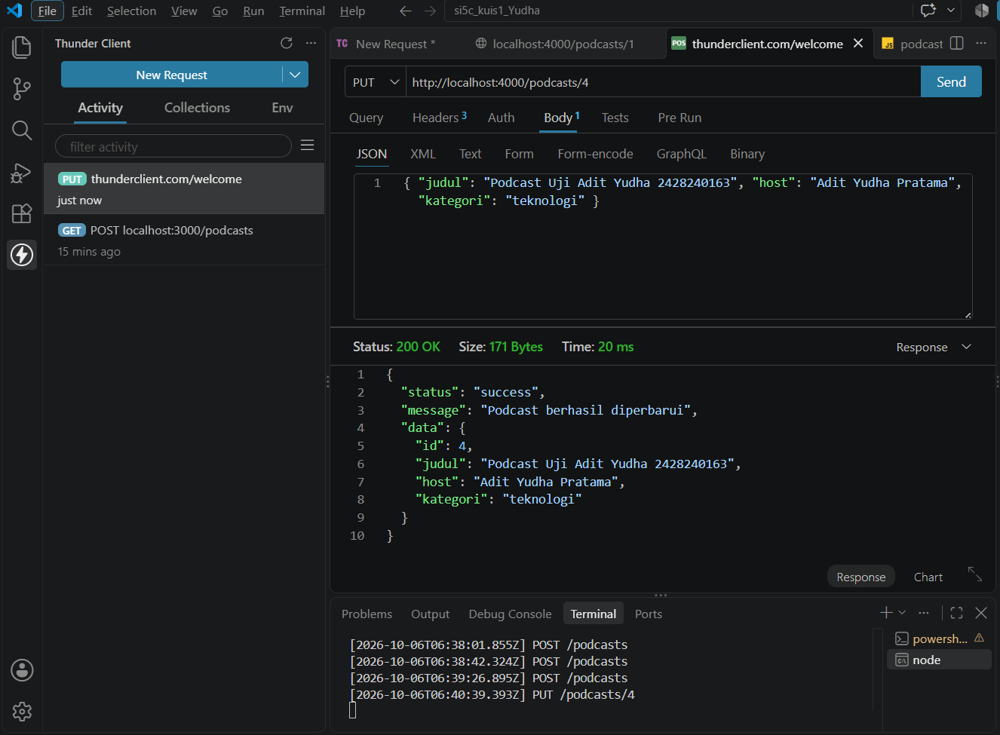 File Edit Selection View Go Run Terminal Help si5c_kuis1_Yudha
Thunder Client
New Request
Activity Collections Env
filter activity
PUT thunderclient.com/welcome
just now
GET POST localhost:3000/podcasts
15 mins ago
TC New Request * localhost:4000/podcasts/1 POS thunderclient.com/welcome JS podcast
PUT http://localhost:4000/podcasts/4 Send
Query Headers 3 Auth Body 1 Tests Pre Run
JSON XML Text Form Form-encode GraphQL Binary
1 { "judul": "Podcast Uji Adit Yudha 2428240163", "host": "Adit Yudha Pratama",
"kategori": "teknologi" }
Status: 200 OK Size: 171 Bytes Time: 20 ms Response
1 {
2 "status": "success",
3 "message": "Podcast berhasil diperbarui",
4 "data": {
5 "id": 4,
6 "judul": "Podcast Uji Adit Yudha 2428240163",
7 "host": "Adit Yudha Pratama",
8 "kategori": "teknologi"
9 }
10 }
Response Chart
Problems Output Debug Console Terminal Ports
[2026-10-06T06:38:01.855Z] POST /podcasts
[2026-10-06T06:38:42.324Z] POST /podcasts
[2026-10-06T06:39:26.895Z] POST /podcasts
[2026-10-06T06:40:39.393Z] PUT /podcasts/4
powersh...
node